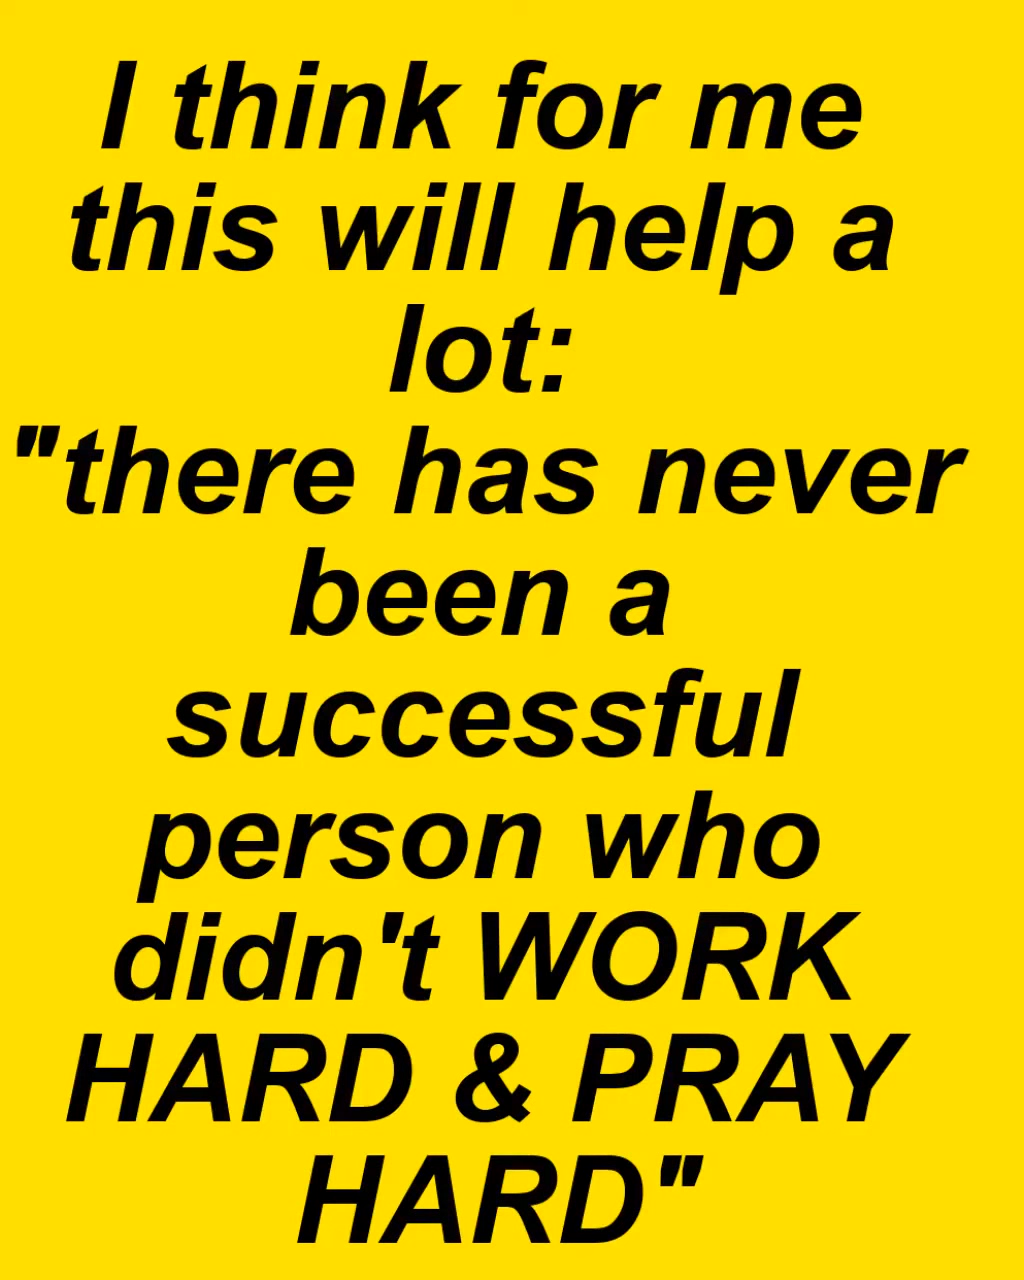 I think for me
this will help a
lot:
"there has never
been a
successful
person who
didn't WORK
HARD & PRAY
HARD"